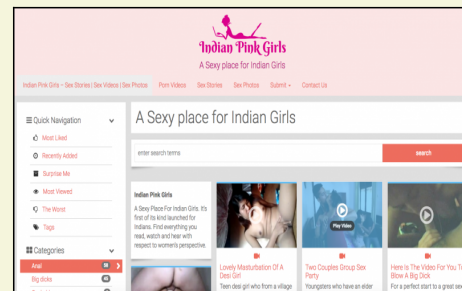 Indian Pink Girls
A Sexy place for Indian Girls
Indian Pink Girls – Sex Stories | Sex Videos | Sex Photos Porn Videos Sex Stories Sex Photos Submit Contact Us
Quick Navigation
Most Liked
Recently Added
Surprise Me
Most Viewed
The Worst
Tags
Categories
Anal
Big dicks
A Sexy place for Indian Girls
enter search terms
search
Indian Pink Girls
A Sexy Place For Indian Girls. It's
first of its kind launched for
Indians. Find everything you
read, watch and hear with
respect to women's perspective.
Lovely Masturbation Of A
Desi Girl
Teen desi girl who from a village
Play Video
Two Couples Group Sex
Party
Youngsters who have an elder
Here Is The Video For You T
Blow A Big Dick
For a perfect start to a great sex